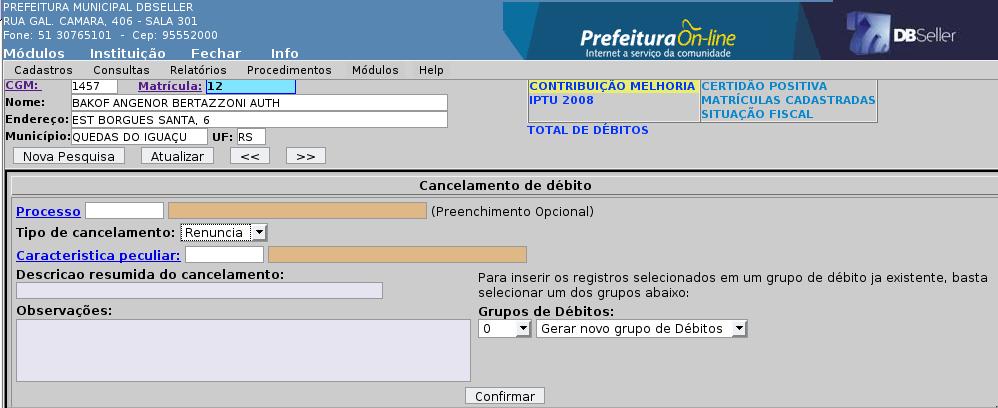 PREFEITURA MUNICIPAL DBSELLER
RUA GAL. CAMARA, 406 - SALA 301
Fone: 51 30765101 - Cep: 95552000
PrefeituraOn-line
Internet a serviço da comunidade
DBSeller
Módulos Instituição Fechar Info
Cadastros Consultas Relatórios Procedimentos Módulos Help
CGM: 1457 Matrícula: 12
Nome: BAKOF ANGENOR BERTAZZONI AUTH
Endereço: EST BORGUES SANTA, 6
Município: QUEDAS DO IGUAÇU UF: RS
CONTRIBUIÇÃO MELHORIA CERTIDÃO POSITIVA
IPTU 2008 MATRÍCULAS CADASTRADAS
SITUAÇÃO FISCAL
TOTAL DE DÉBITOS
Nova Pesquisa Atualizar << >>
Cancelamento de débito
Processo (Preenchimento Opcional)
Tipo de cancelamento: Renuncia
Caracteristica peculiar:
Descricao resumida do cancelamento:
Observações:
Para inserir os registros selecionados em um grupo de débito ja existente, basta
selecionar um dos grupos abaixo:
Grupos de Débitos:
0 Gerar novo grupo de Débitos
Confirmar